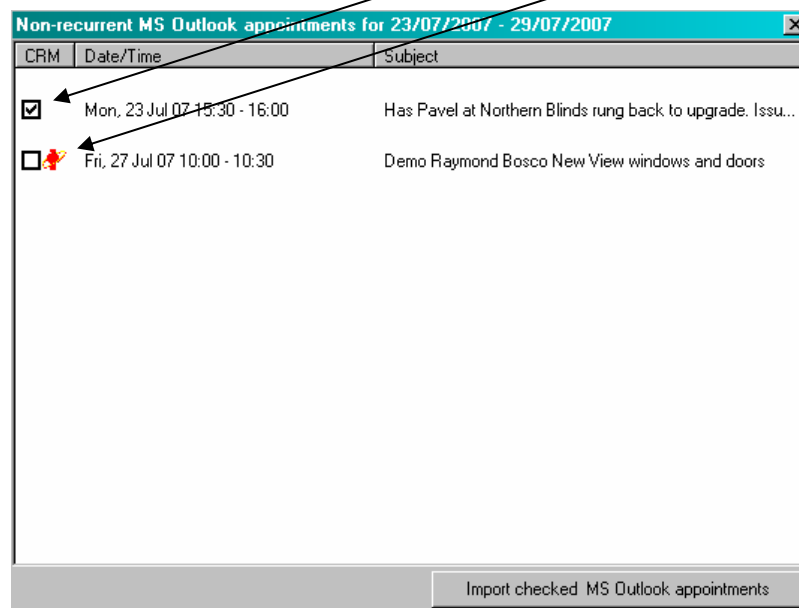 Non-recurrent MS Outlook appointments for 23/07/2007 - 29/07/2007
CRM Date/Time Subject
Mon, 23 Jul 07 15:30 - 16:00 Has Pavel at Northern Blinds rung back to upgrade. Issu...
Fri, 27 Jul 07 10:00 - 10:30 Demo Raymond Bosco New View windows and doors
Import checked MS Outlook appointments